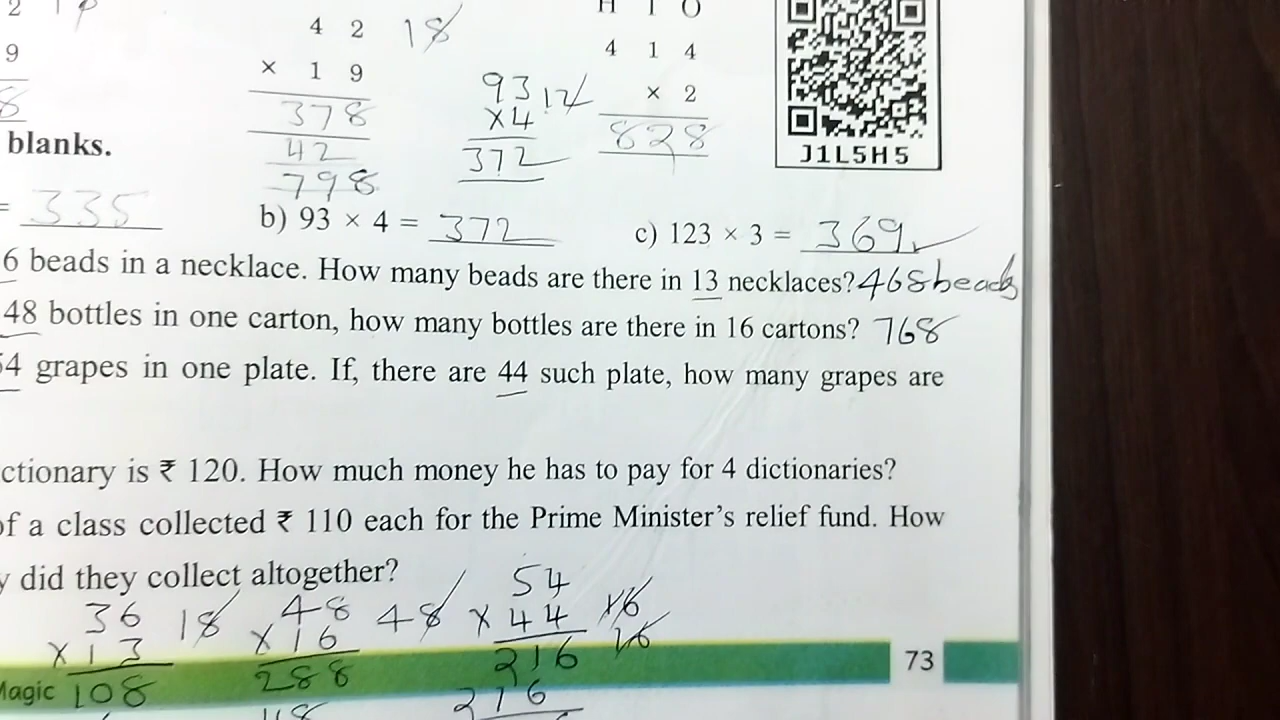 4 2 18
× 1 9
378
42
798
93 12
×4
372
H T O
4 1 4
× 2
828
J1L5H5
9
8
blanks.
= 335
b) 93 × 4 = 372
c) 123 × 3 = 369
6 beads in a necklace. How many beads are there in 13 necklaces? 468 beads
48 bottles in one carton, how many bottles are there in 16 cartons? 768
54 grapes in one plate. If, there are 44 such plate, how many grapes are
ctionary is ₹ 120. How much money he has to pay for 4 dictionaries?
of a class collected ₹ 110 each for the Prime Minister's relief fund. How
y did they collect altogether?
36 18
×13
108
48 48
×16
288
54
×44 16
216 16
216
Magic
73